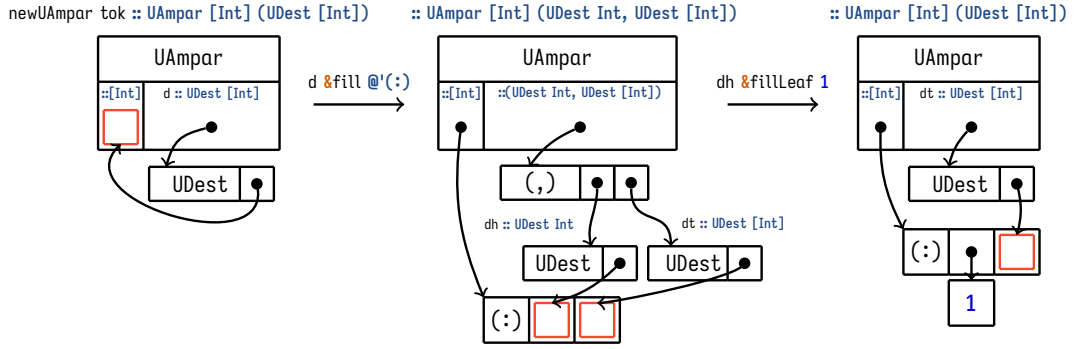 newUAmpar tok :: UAmpar [Int] (UDest [Int])
:: UAmpar [Int] (UDest Int, UDest [Int])
:: UAmpar [Int] (UDest [Int])
UAmpar
::[Int]
d :: UDest [Int]
UDest
d &fill @'(:)
UAmpar
::[Int]
::(UDest Int, UDest [Int])
(,)
dh :: UDest Int
dt :: UDest [Int]
UDest
UDest
(:)
dh &fillLeaf 1
UAmpar
::[Int]
dt :: UDest [Int]
UDest
(:)
1